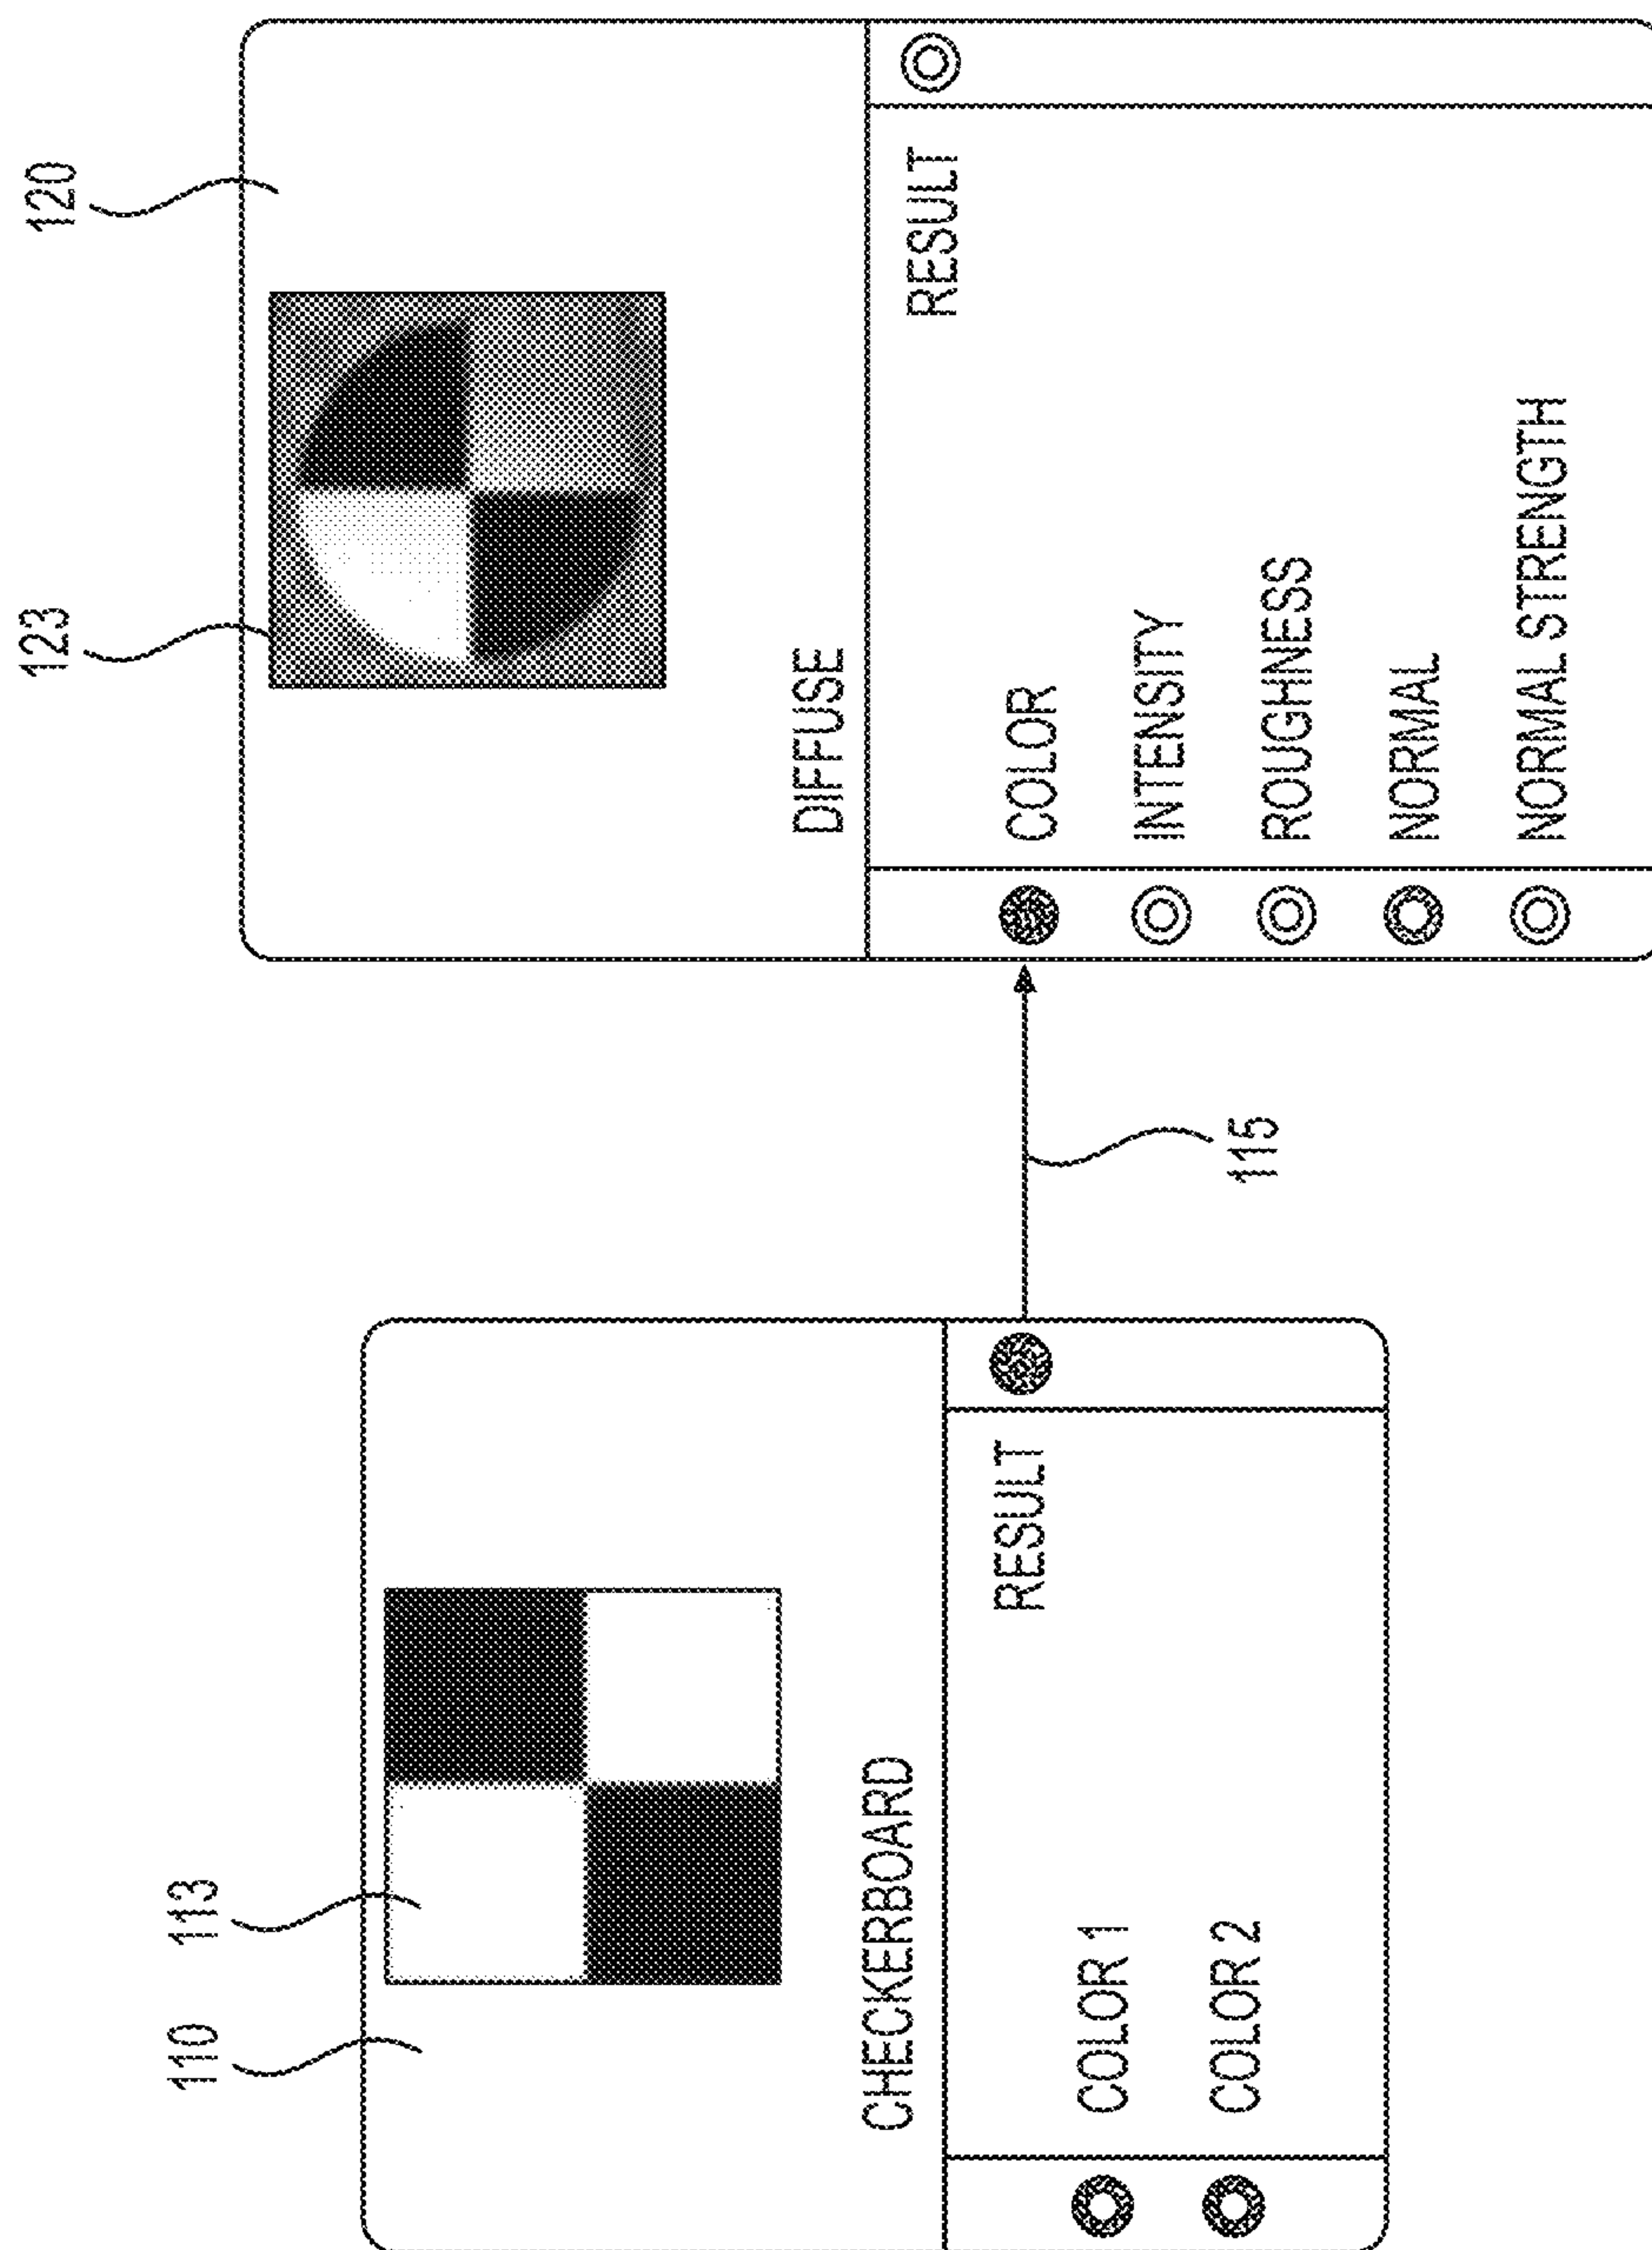 110
113
CHECKERBOARD
RESULT
COLOR 1
COLOR 2
115
123
120
DIFFUSE
RESULT
COLOR
INTENSITY
ROUGHNESS
NORMAL
NORMAL STRENGTH